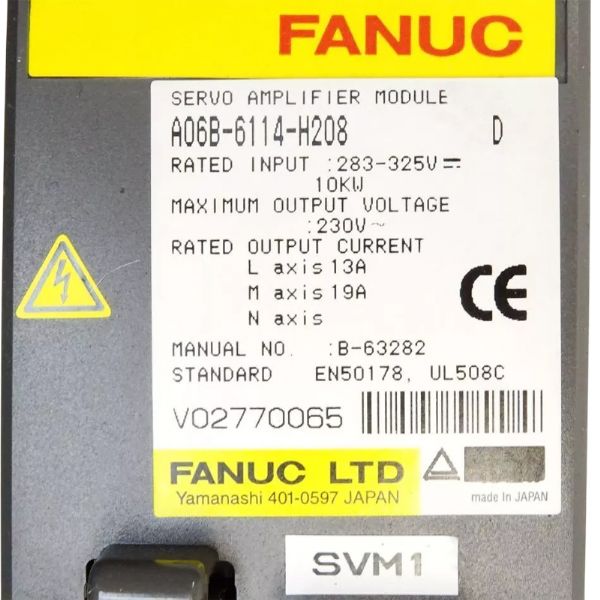 FANUC
SERVO AMPLIFIER MODULE
A06B-6114-H208 D
RATED INPUT :283-325V⎓
10KW
MAXIMUM OUTPUT VOLTAGE
:230V~
RATED OUTPUT CURRENT
L axis 13A
M axis 19A
N axis
CE
MANUAL NO. :B-63282
STANDARD EN50178, UL508C
V02770065
FANUC LTD
Yamanashi 401-0597 JAPAN
made in JAPAN
SVM1